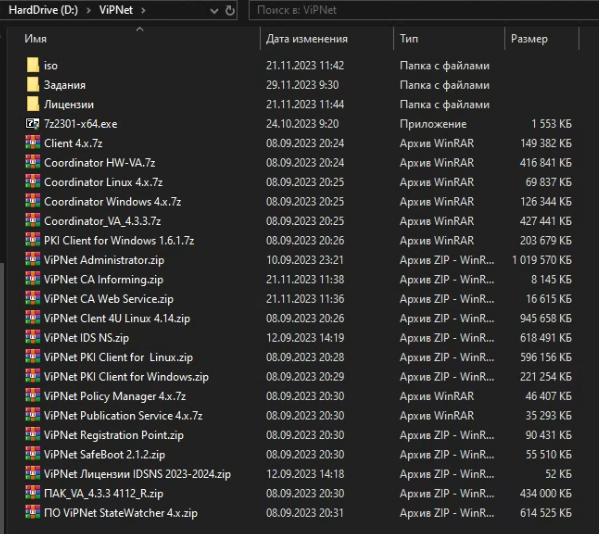 HardDrive (D:) > ViPNet > Поиск в: ViPNet
Имя Дата изменения Тип Размер
iso 21.11.2023 11:42 Папка с файлами
Задания 29.11.2023 9:30 Папка с файлами
Лицензии 21.11.2023 11:44 Папка с файлами
7z2301-x64.exe 24.10.2023 9:20 Приложение 1 553 КБ
Client 4.x.7z 08.09.2023 20:24 Архив WinRAR 149 382 КБ
Coordinator HW-VA.7z 08.09.2023 20:24 Архив WinRAR 416 841 КБ
Coordinator Linux 4.x.7z 08.09.2023 20:25 Архив WinRAR 69 837 КБ
Coordinator Windows 4.x.7z 08.09.2023 20:25 Архив WinRAR 126 344 КБ
Coordinator_VA_4.3.3.7z 08.09.2023 20:25 Архив WinRAR 427 441 КБ
PKI Client for Windows 1.6.1.7z 08.09.2023 20:26 Архив WinRAR 203 679 КБ
ViPNet Administrator.zip 10.09.2023 23:21 Архив ZIP - WinR... 1 019 570 КБ
ViPNet CA Informing.zip 21.11.2023 11:38 Архив ZIP - WinR... 8 145 КБ
ViPNet CA Web Service.zip 21.11.2023 11:36 Архив ZIP - WinR... 16 615 КБ
ViPNet Clent 4U Linux 4.14.zip 08.09.2023 20:26 Архив ZIP - WinR... 945 658 КБ
ViPNet IDS NS.zip 12.09.2023 14:19 Архив ZIP - WinR... 618 491 КБ
ViPNet PKI Client for  Linux.zip 08.09.2023 20:28 Архив ZIP - WinR... 596 156 КБ
ViPNet PKI Client for Windows.zip 08.09.2023 20:29 Архив ZIP - WinR... 221 254 КБ
ViPNet Policy Manager 4.x.7z 08.09.2023 20:30 Архив WinRAR 46 407 КБ
ViPNet Publication Service 4.x.7z 08.09.2023 20:30 Архив WinRAR 35 293 КБ
ViPNet Registration Point.zip 08.09.2023 20:30 Архив ZIP - WinR... 90 431 КБ
ViPNet SafeBoot 2.1.2.zip 08.09.2023 20:30 Архив ZIP - WinR... 55 510 КБ
ViPNet Лицензии IDSNS 2023-2024.zip 12.09.2023 14:18 Архив ZIP - WinR... 52 КБ
ПАК_VA_4.3.3 4112_R.zip 08.09.2023 20:30 Архив ZIP - WinR... 434 000 КБ
ПО ViPNet StateWatcher 4.x.zip 08.09.2023 20:31 Архив ZIP - WinR... 614 525 КБ